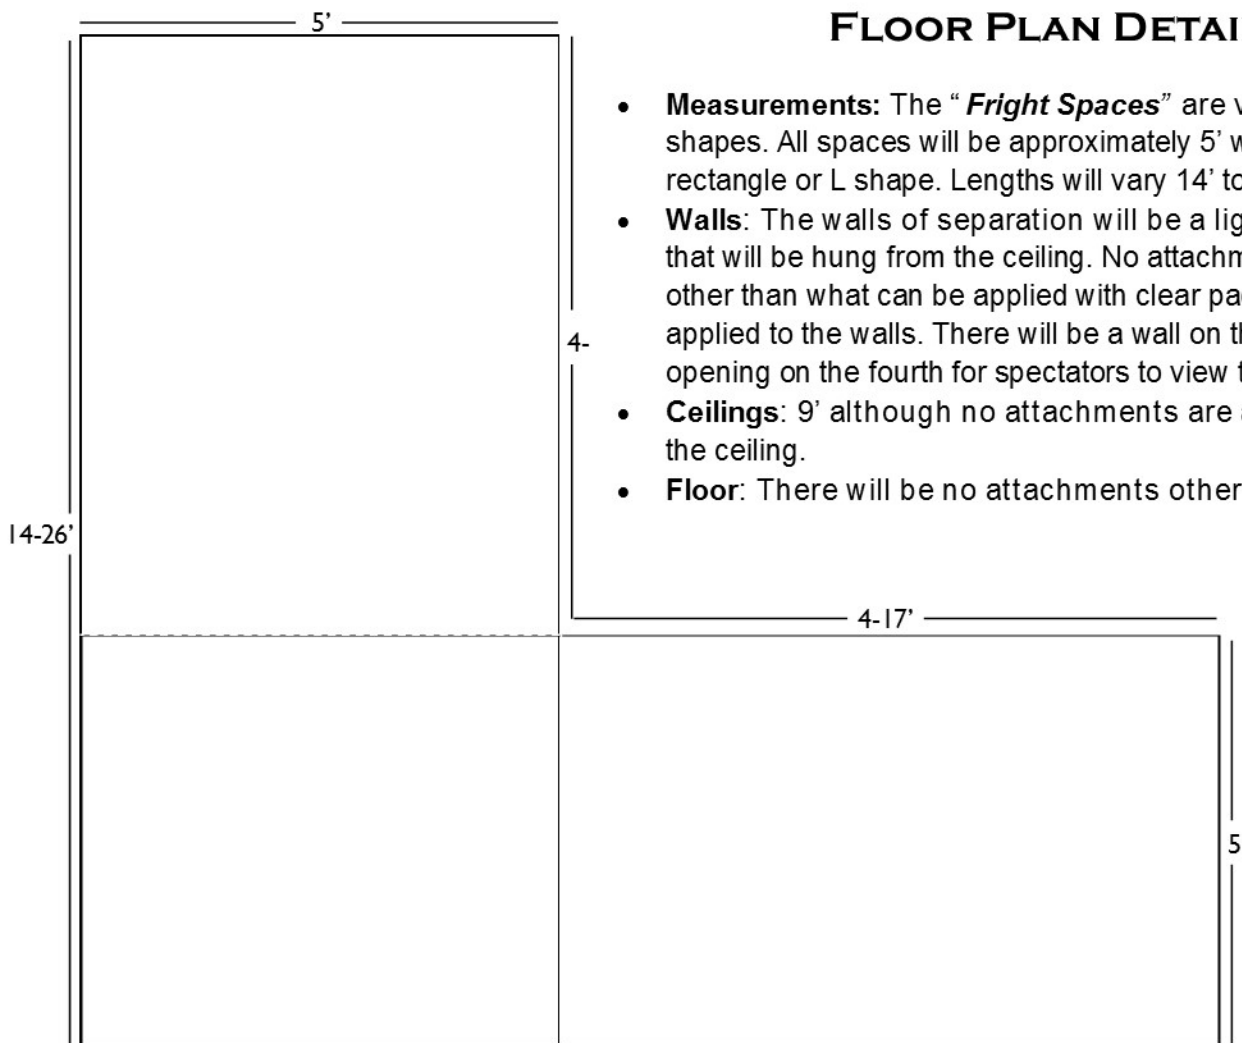 5’
FLOOR PLAN DETAI
• Measurements: The “Fright Spaces” are
shapes. All spaces will be approximately 5’
rectangle or L shape. Lengths will vary 14’ to
• Walls: The walls of separation will be a lig
that will be hung from the ceiling. No attachm
other than what can be applied with clear pa
applied to the walls. There will be a wall on t
opening on the fourth for spectators to view t
• Ceilings: 9’ although no attachments are
the ceiling.
• Floor: There will be no attachments other
4-
14-26’
4-17’
5